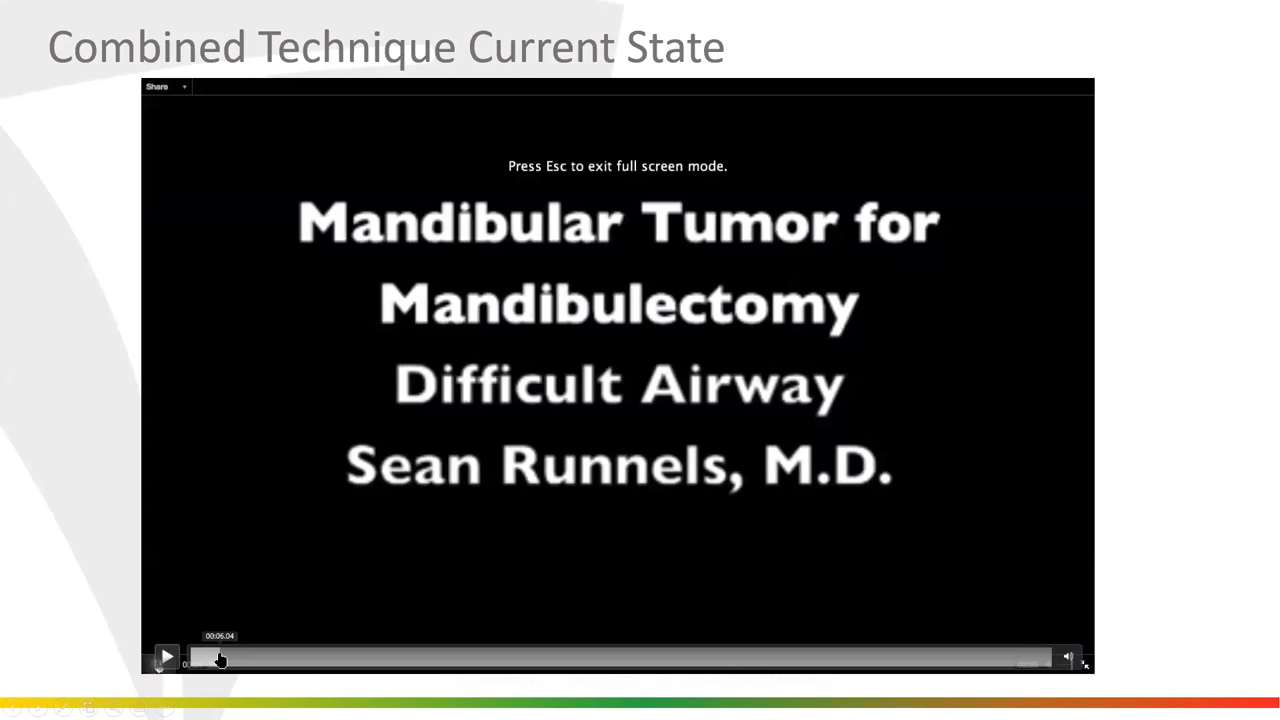 Combined Technique Current State
Share
Press Esc to exit full screen mode.
Mandibular Tumor for
Mandibulectomy
Difficult Airway
Sean Runnels, M.D.
00:06.04